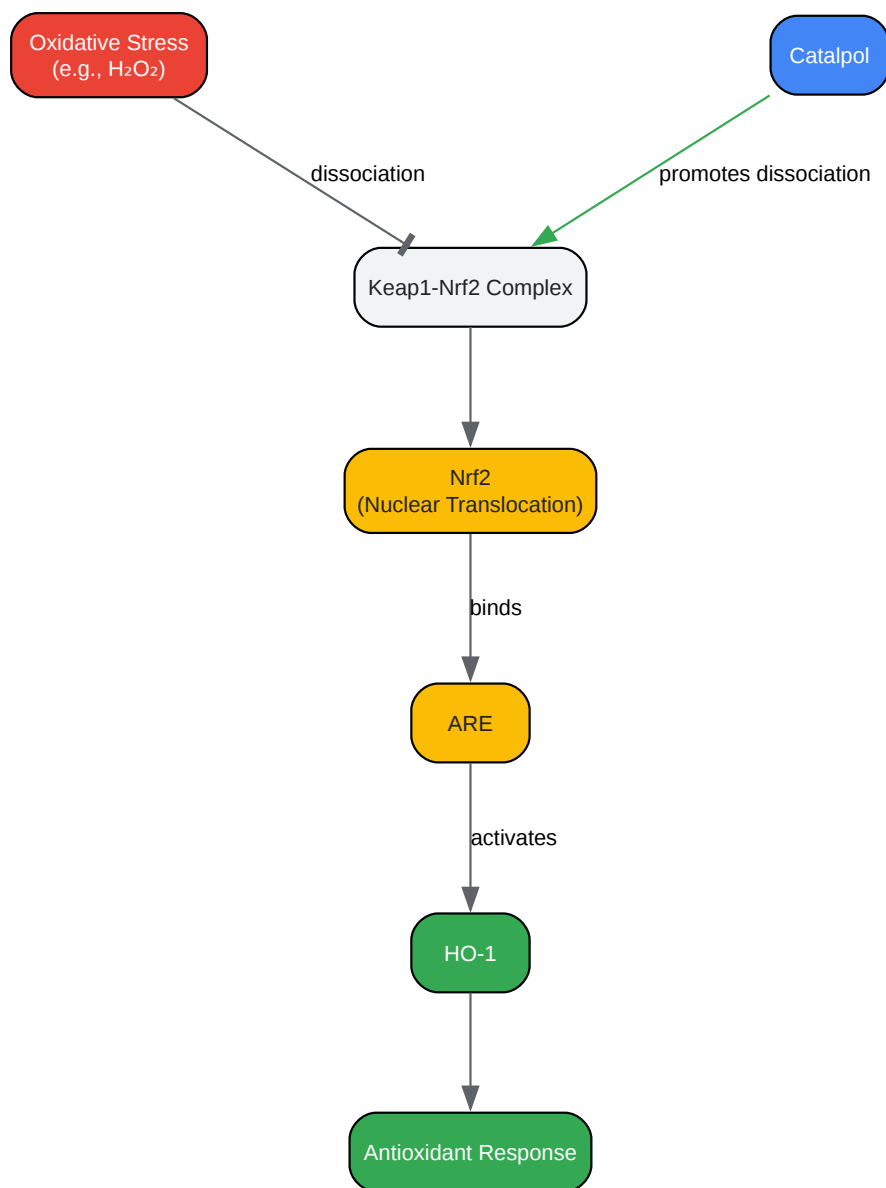 Oxidative Stress
(e.g., H₂O₂)
Catalpol
dissociation
promotes dissociation
Keap1-Nrf2 Complex
Nrf2
(Nuclear Translocation)
binds
ARE
activates
HO-1
Antioxidant Response